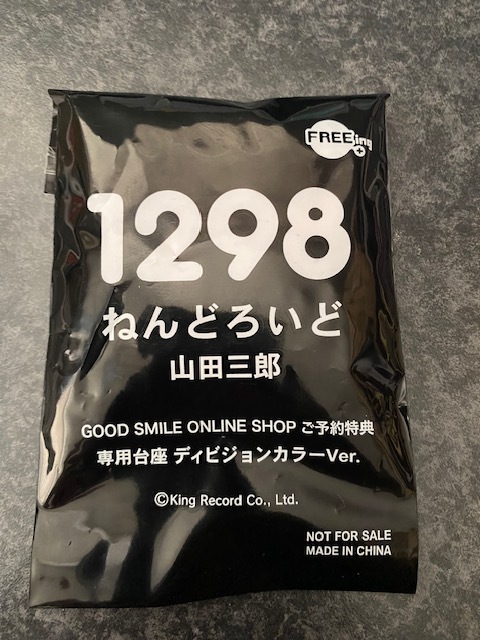 FREEing
1298
ねんどろいど
山田三郎
GOOD SMILE ONLINE SHOP ご予約特典
専用台座 ディビジョンカラーVer.
©King Record Co., Ltd.
NOT FOR SALE
MADE IN CHINA